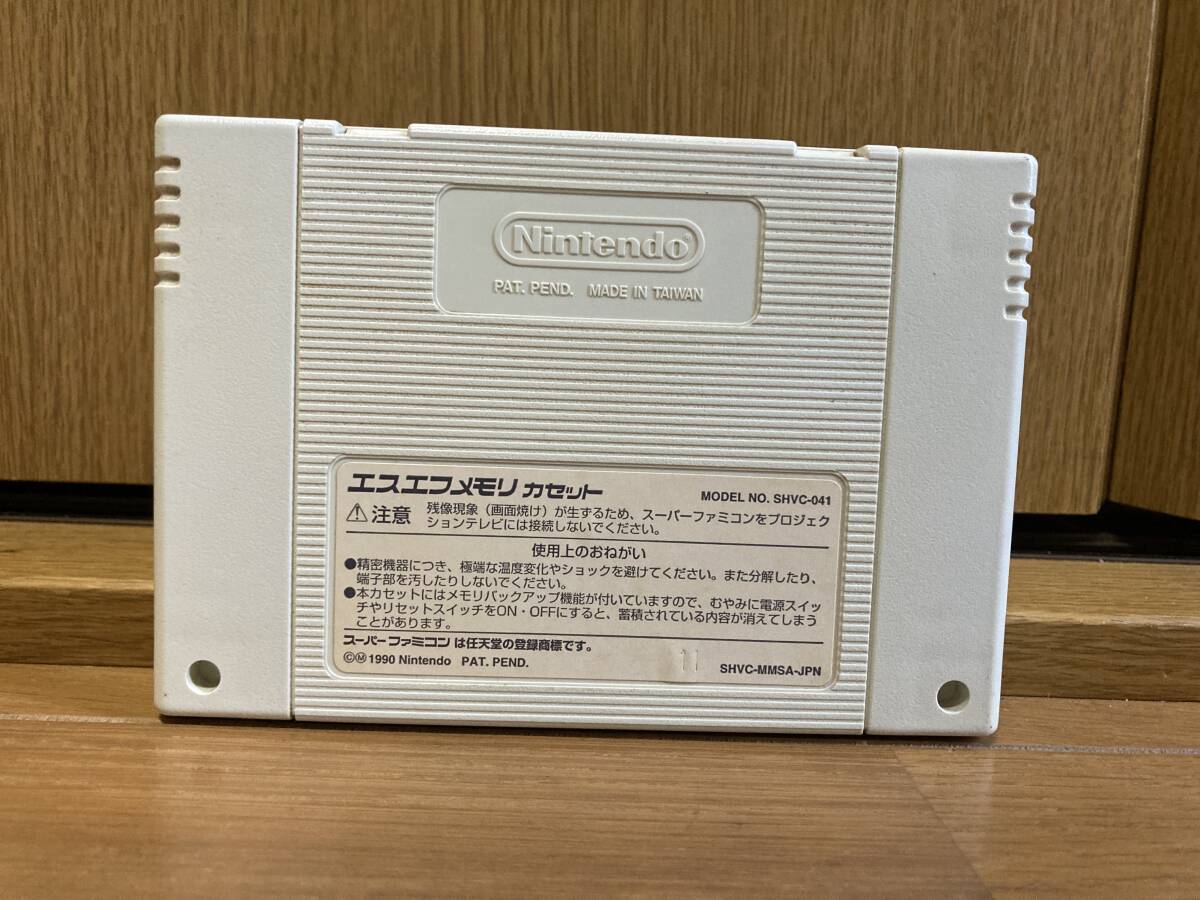 Nintendo®
PAT. PEND. MADE IN TAIWAN
エスエフメモリ カセット
MODEL NO. SHVC-041
⚠注意 残像現象（画面焼け）が生ずるため、スーパーファミコンをプロジェク
ションテレビには接続しないでください。
使用上のおねがい
●精密機器につき、極端な温度変化やショックを避けてください。また分解したり、
端子部を汚したりしないでください。
●本カセットにはメモリバックアップ機能が付いていますので、むやみに電源スイッ
チやリセットスイッチをON・OFFにすると、蓄積されている内容が消えてしまう
ことがあります。
スーパーファミコンは任天堂の登録商標です。
ⒸⓂ1990 Nintendo PAT. PEND.
11
SHVC-MMSA-JPN